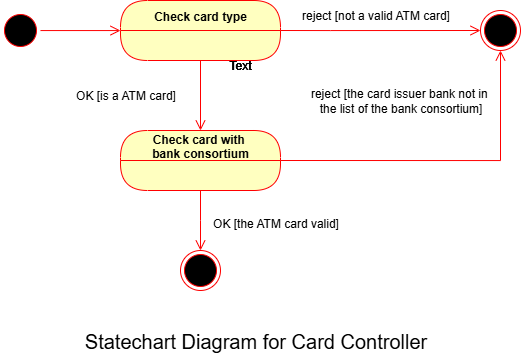 Check card type
reject [not a valid ATM card]
Text
OK [is a ATM card]
reject [the card issuer bank not in
the list of the bank consortium]
Check card with
bank consortium
OK [the ATM card valid]
Statechart Diagram for Card Controller